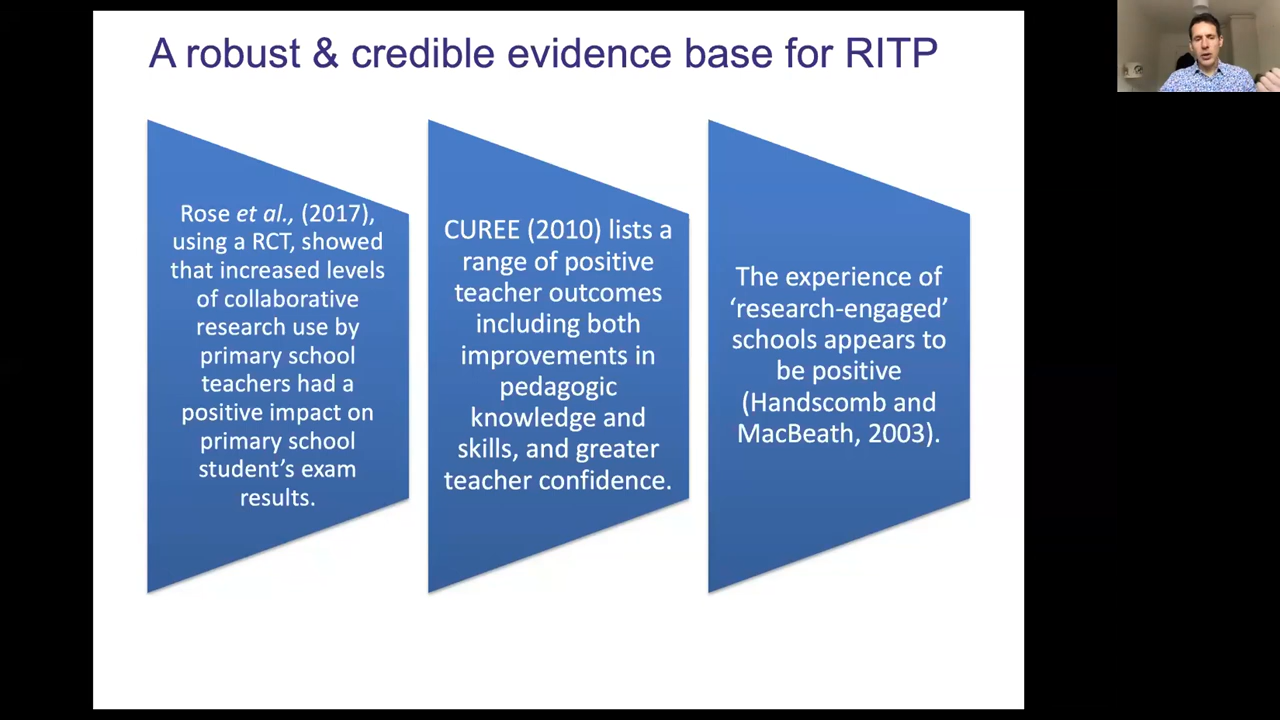 A robust & credible evidence base for RITP
Rose et al., (2017),
using a RCT, showed
that increased levels
of collaborative
research use by
primary school
teachers had a
positive impact on
primary school
student's exam
results.
CUREE (2010) lists a
range of positive
teacher outcomes
including both
improvements in
pedagogic
knowledge and
skills, and greater
teacher confidence.
The experience of
‘research-engaged’
schools appears to
be positive
(Handscomb and
MacBeath, 2003).